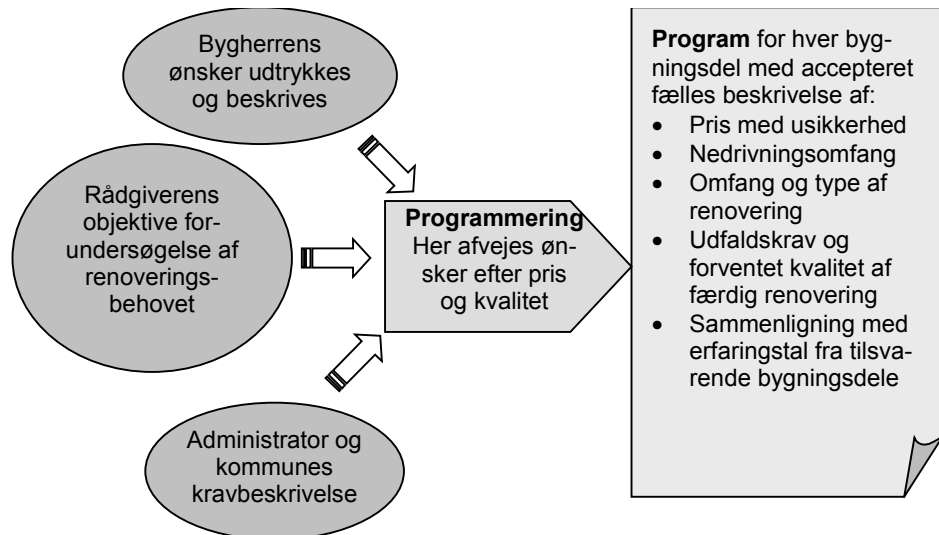 Bygherrens
ønsker udtrykkes
og beskrives
Rådgiverens
objektive for-
undersøgelse af
renoverings-
behovet
Administrator og
kommunes
kravbeskrivelse
Programmering
Her afvejes øn-
sker efter pris
og kvalitet
Program for hver byg-
ningsdel med accepteret
fælles beskrivelse af:
• Pris med usikkerhed
• Nedrivningsomfang
• Omfang og type af
renovering
• Udfaldskrav og
forventet kvalitet af
færdig renovering
• Sammenligning med
erfaringstal fra tilsva-
rende bygningsdele